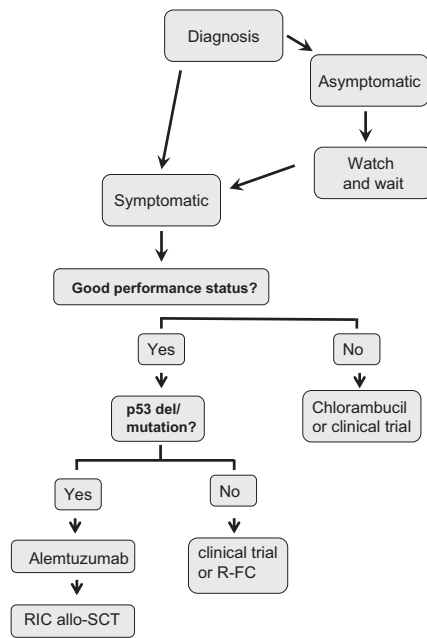 Diagnosis
Asymptomatic
Watch
and wait
Symptomatic
Good performance status?
Yes
No
p53 del/
mutation?
Chlorambucil
or clinical trial
Yes
No
Alemtuzumab
clinical trial
or R-FC
RIC allo-SCT